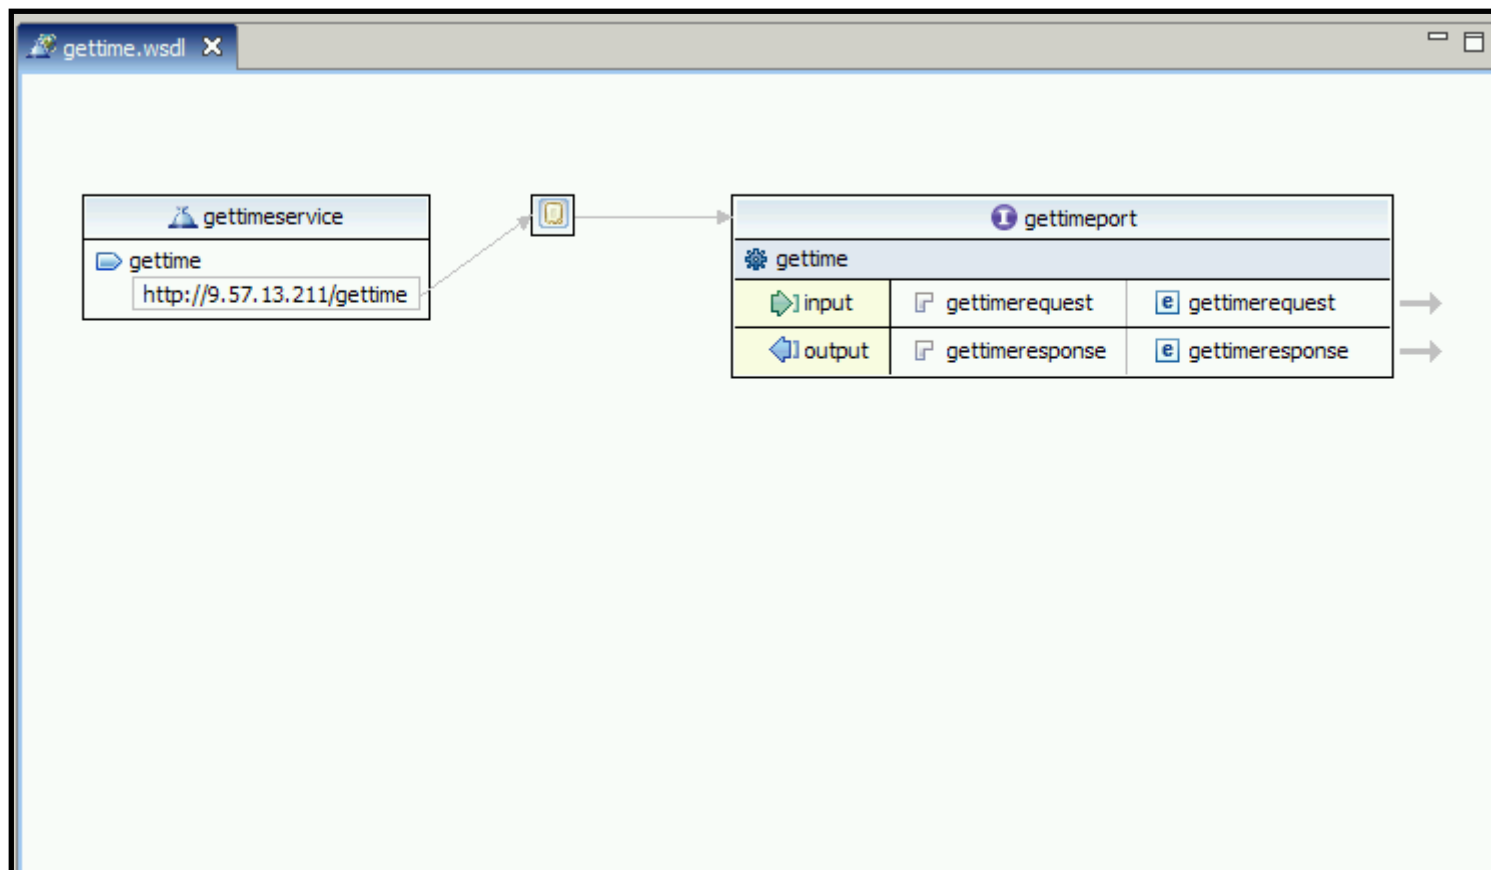 gettime.wsdl
gettimeservice
gettime
http://9.57.13.211/gettime
gettimeport
gettime
input gettimerequest e gettimerequest
output gettimeresponse e gettimeresponse